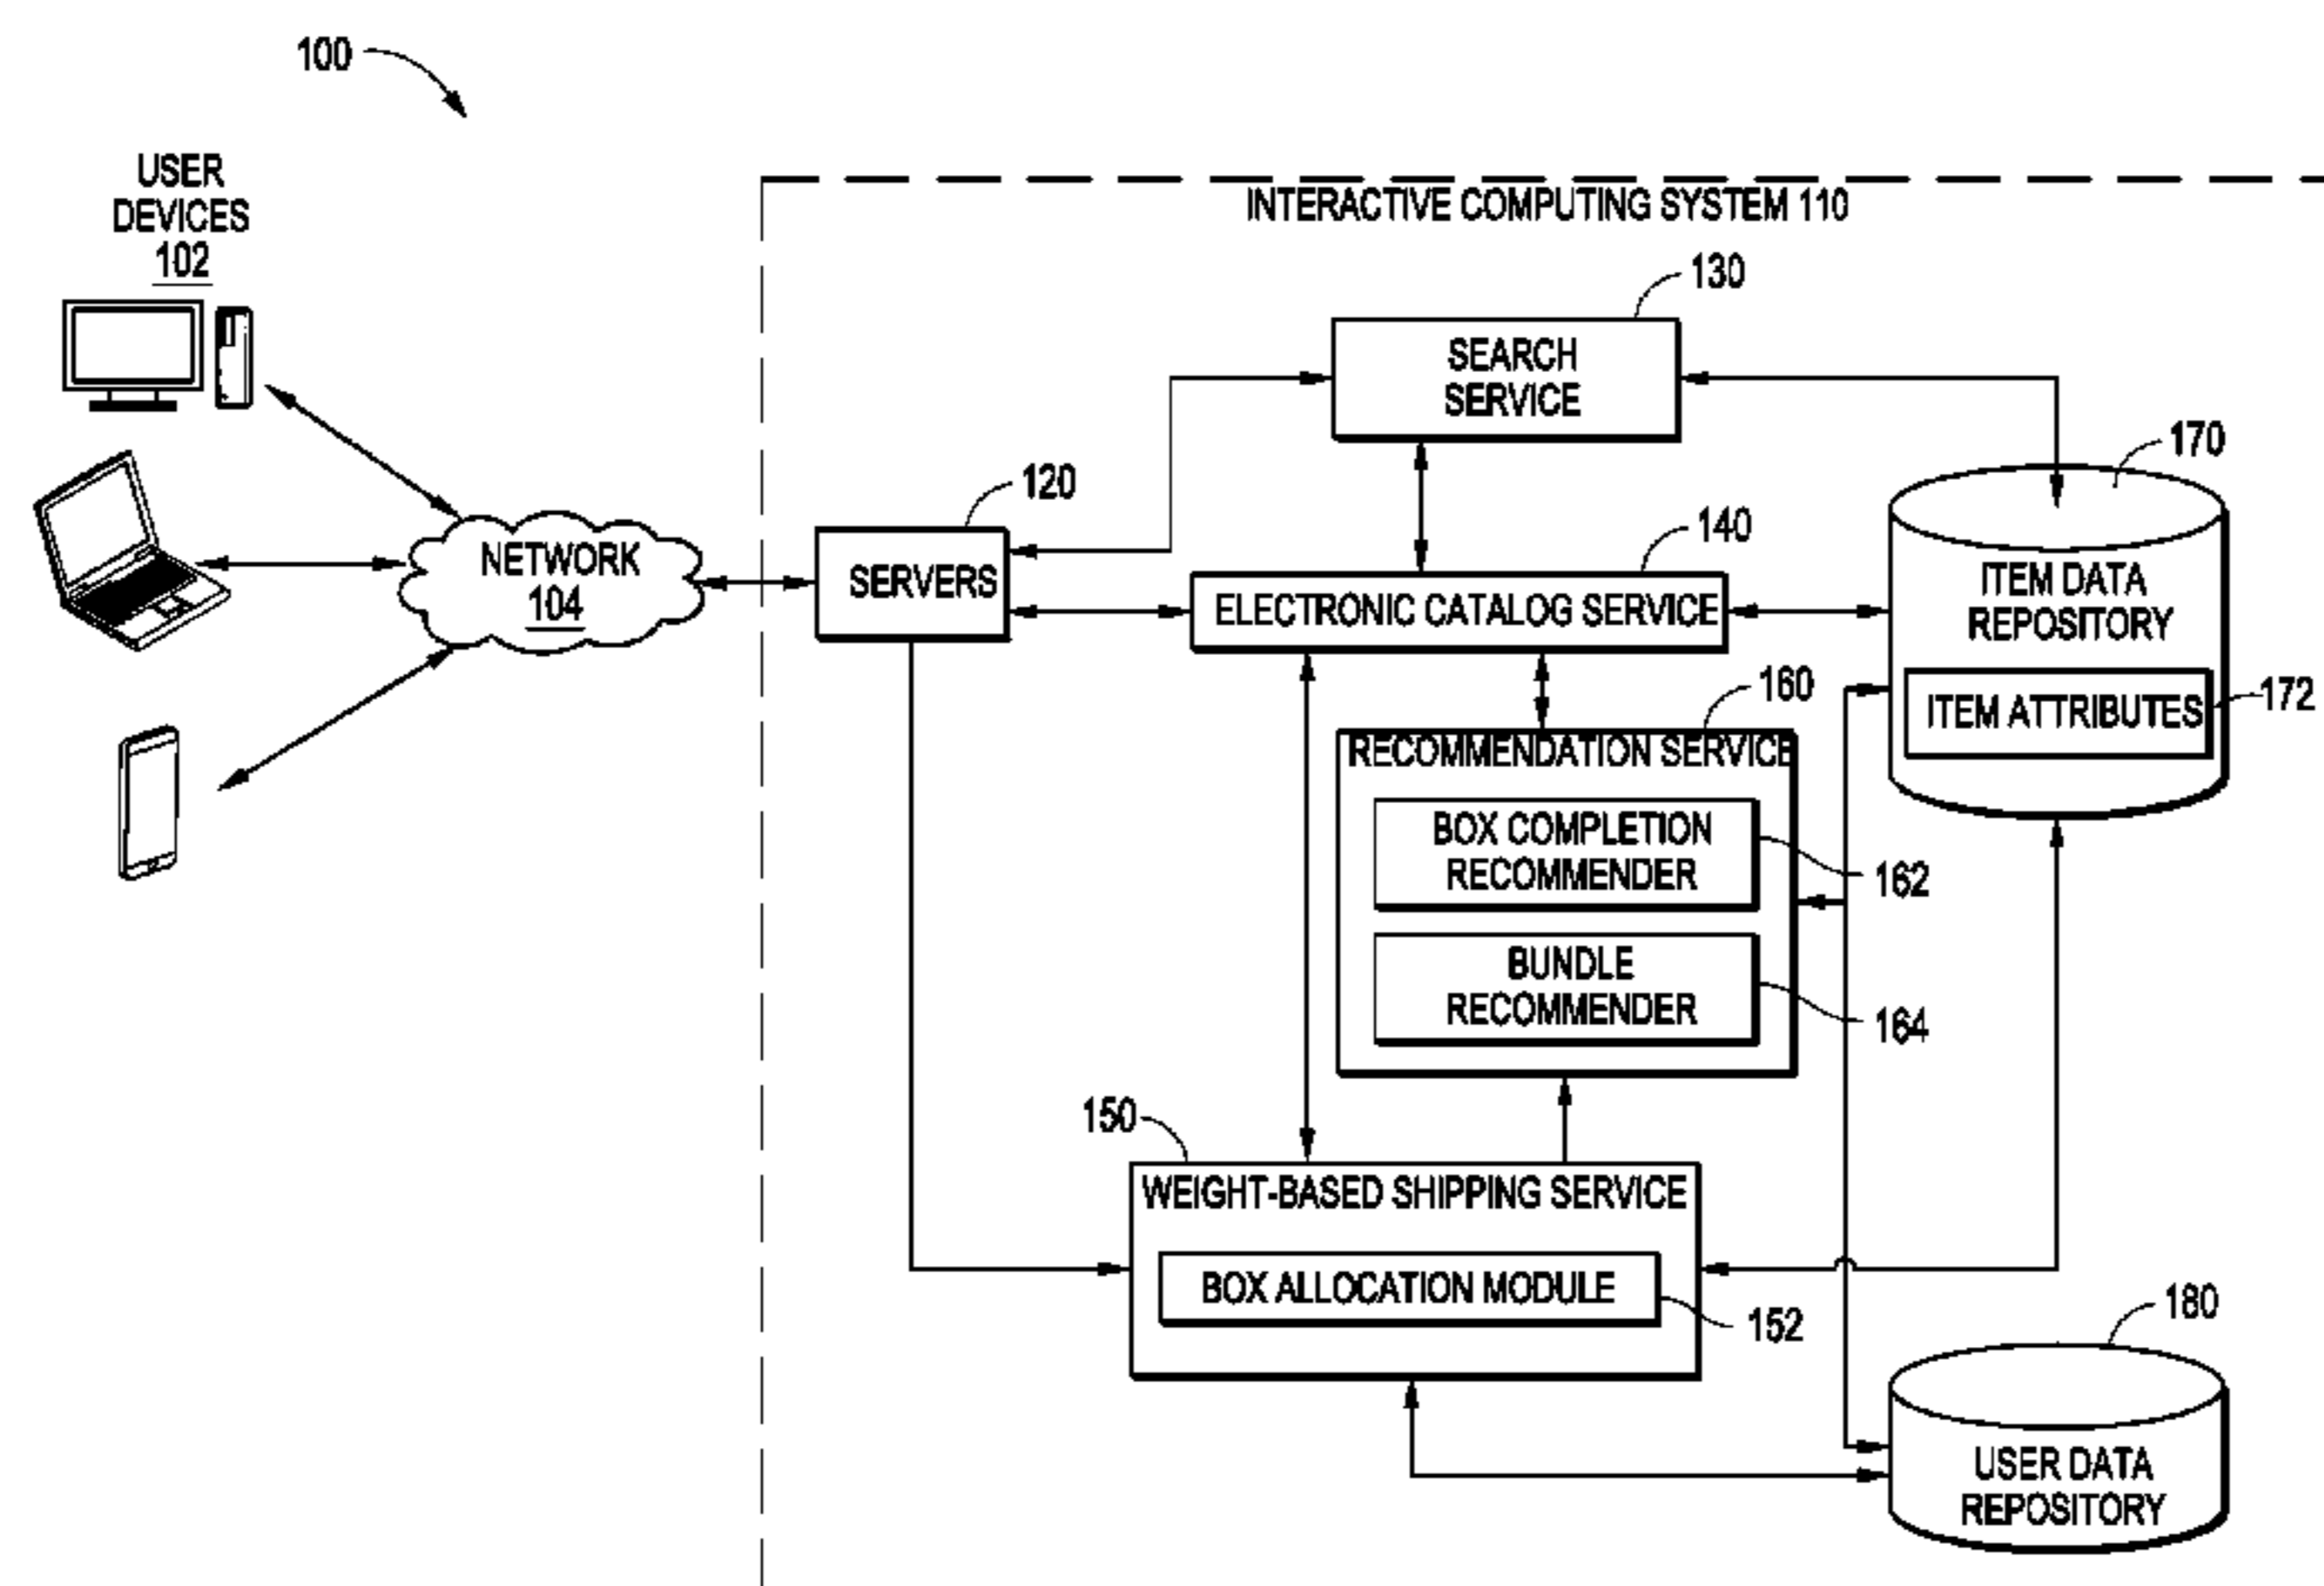 100
USER
DEVICES
102
INTERACTIVE COMPUTING SYSTEM 110
130
SEARCH
SERVICE
170
120
NETWORK
104
SERVERS
140
ELECTRONIC CATALOG SERVICE
ITEM DATA
REPOSITORY
ITEM ATTRIBUTES
172
160
RECOMMENDATION SERVICE
BOX COMPLETION
RECOMMENDER
162
BUNDLE
RECOMMENDER
164
150
WEIGHT-BASED SHIPPING SERVICE
BOX ALLOCATION MODULE
152
180
USER DATA
REPOSITORY